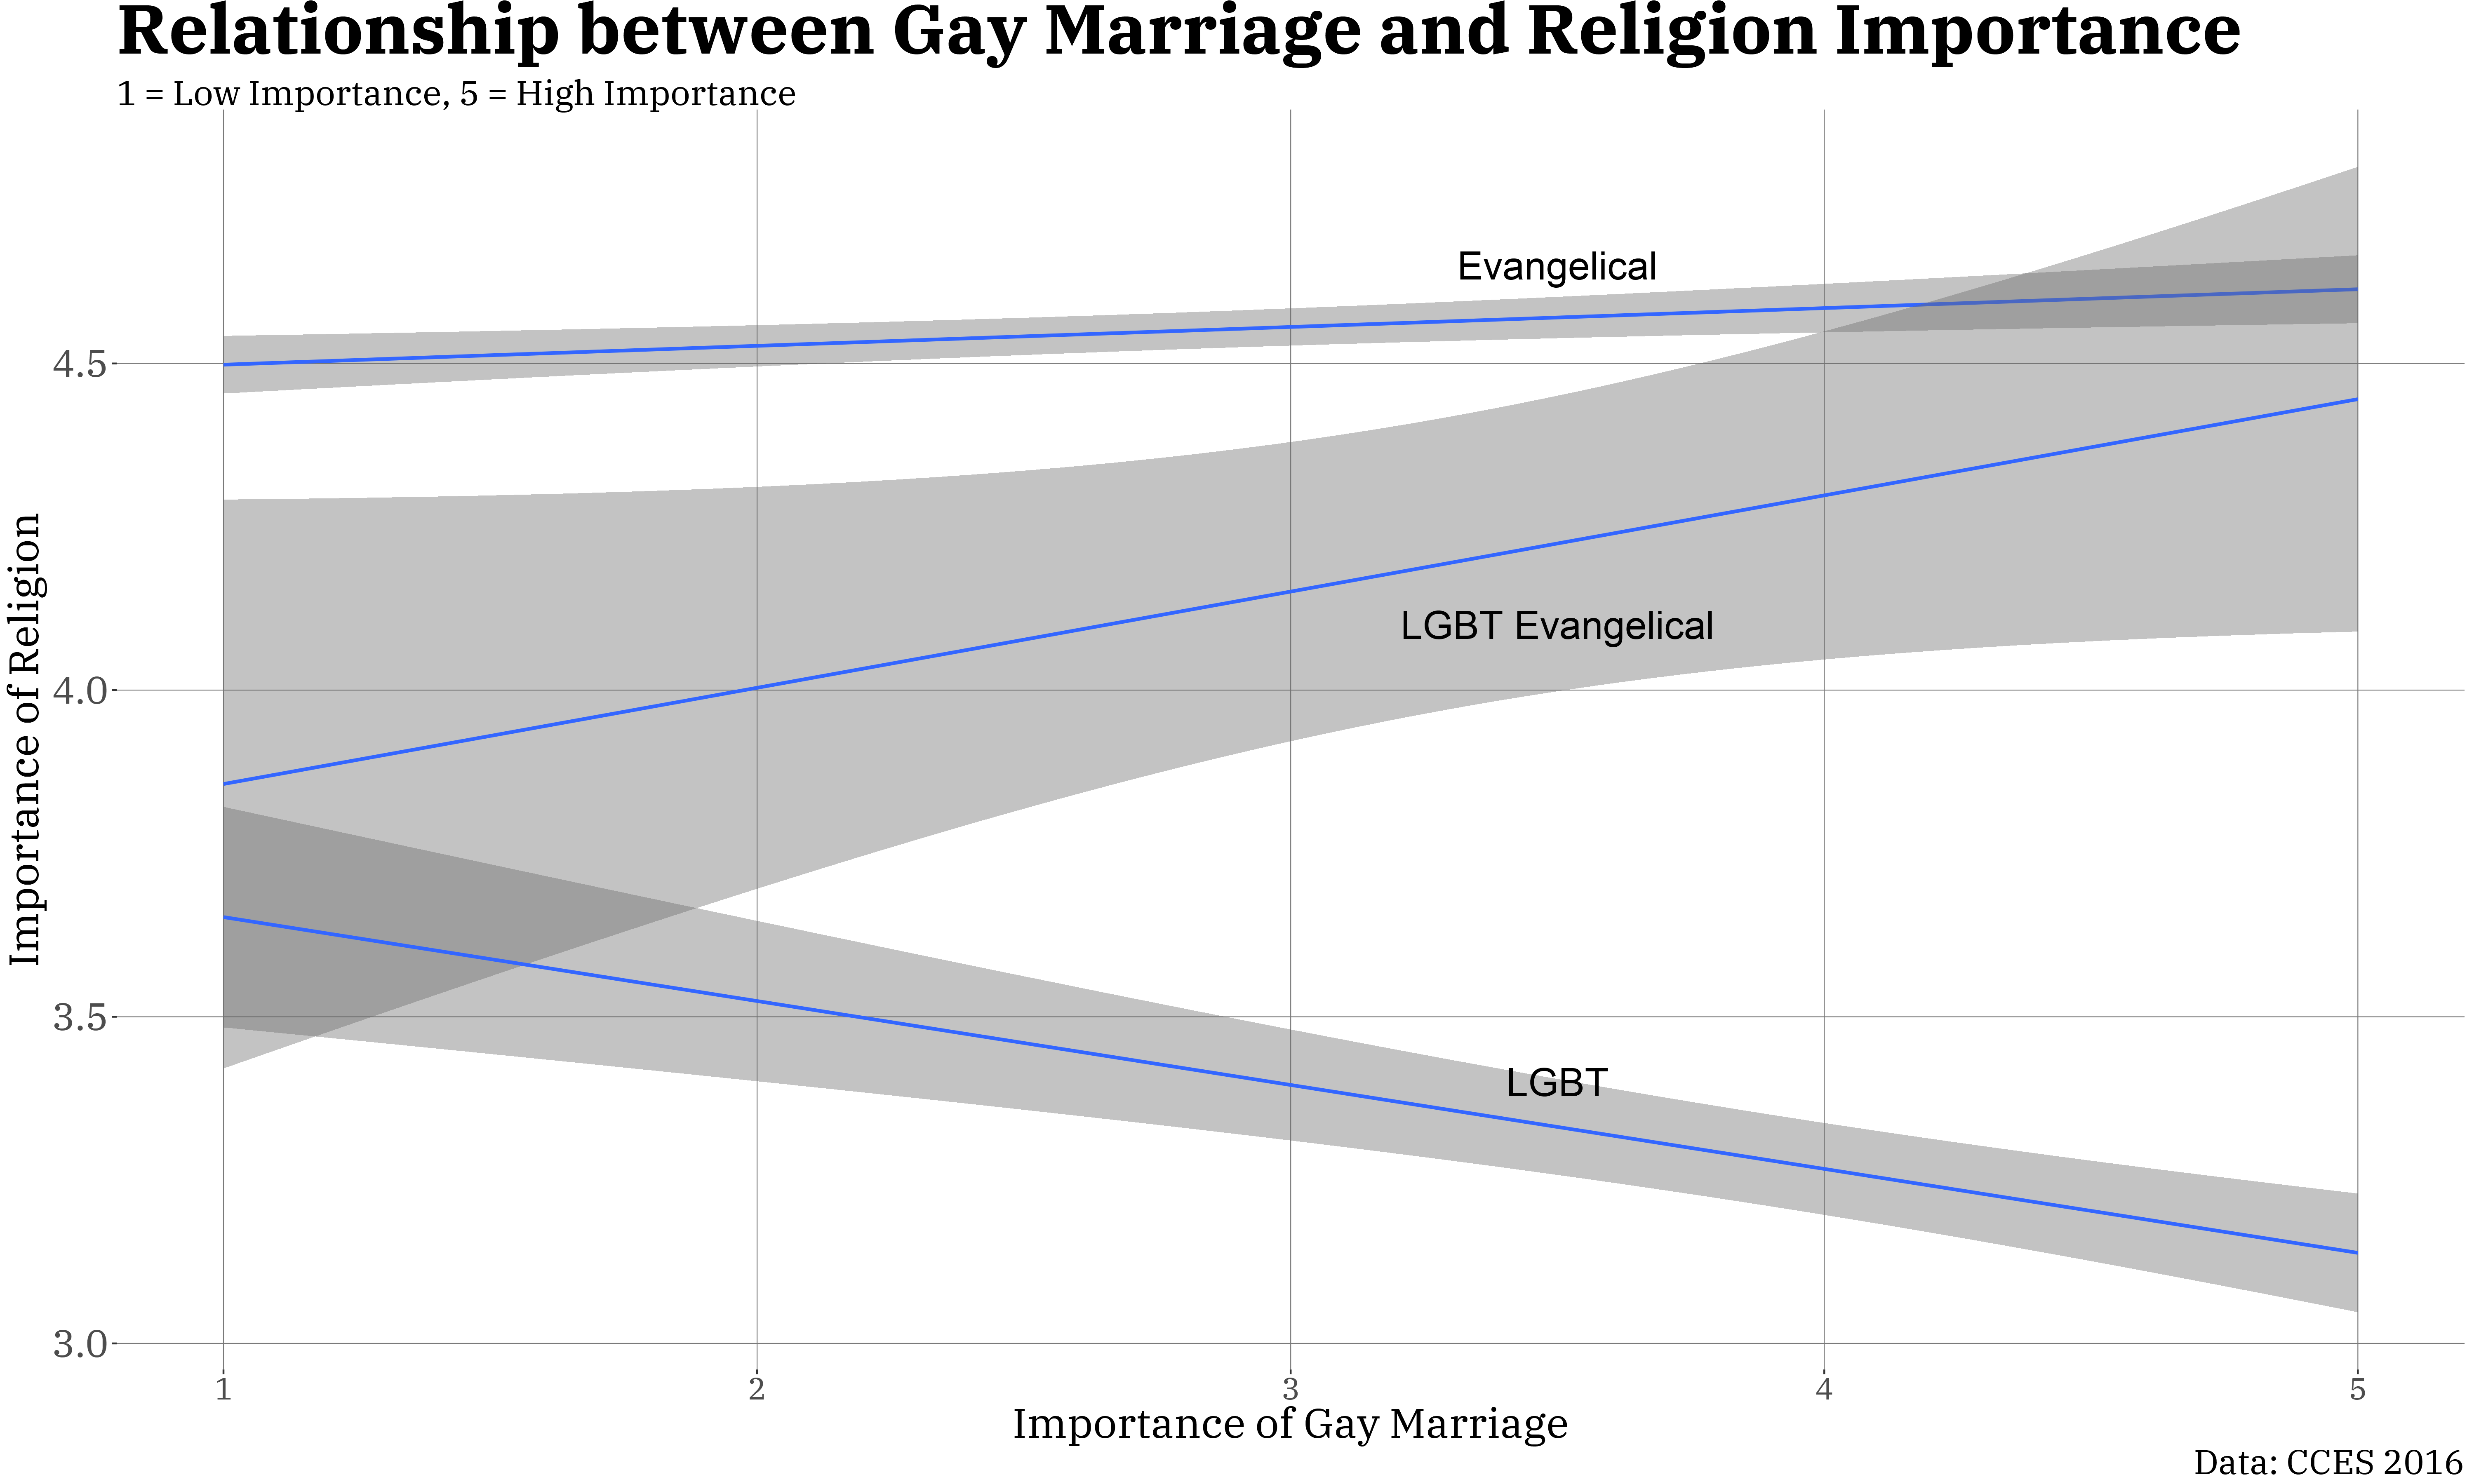 Relationship between Gay Marriage and Religion Importance
1 = Low Importance, 5 = High Importance
Evangelical
4.5
LGBT Evangelical
4.0
Importance of Religion
3.5
LGBT
3.0
1 2 3 4 5
Importance of Gay Marriage
Data: CCES 2016